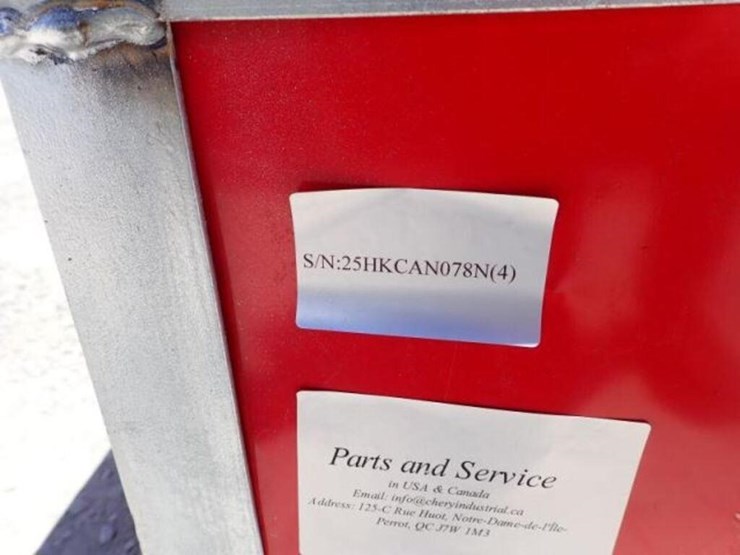 S/N:25HKCAN078N(4)
Parts and Service
in USA & Canada
Email: info@cheryindustrial.ca
Address: 125-C Rue Huot, Notre-Dame-de-l'Île-
Perrot, QC J7W 1M3